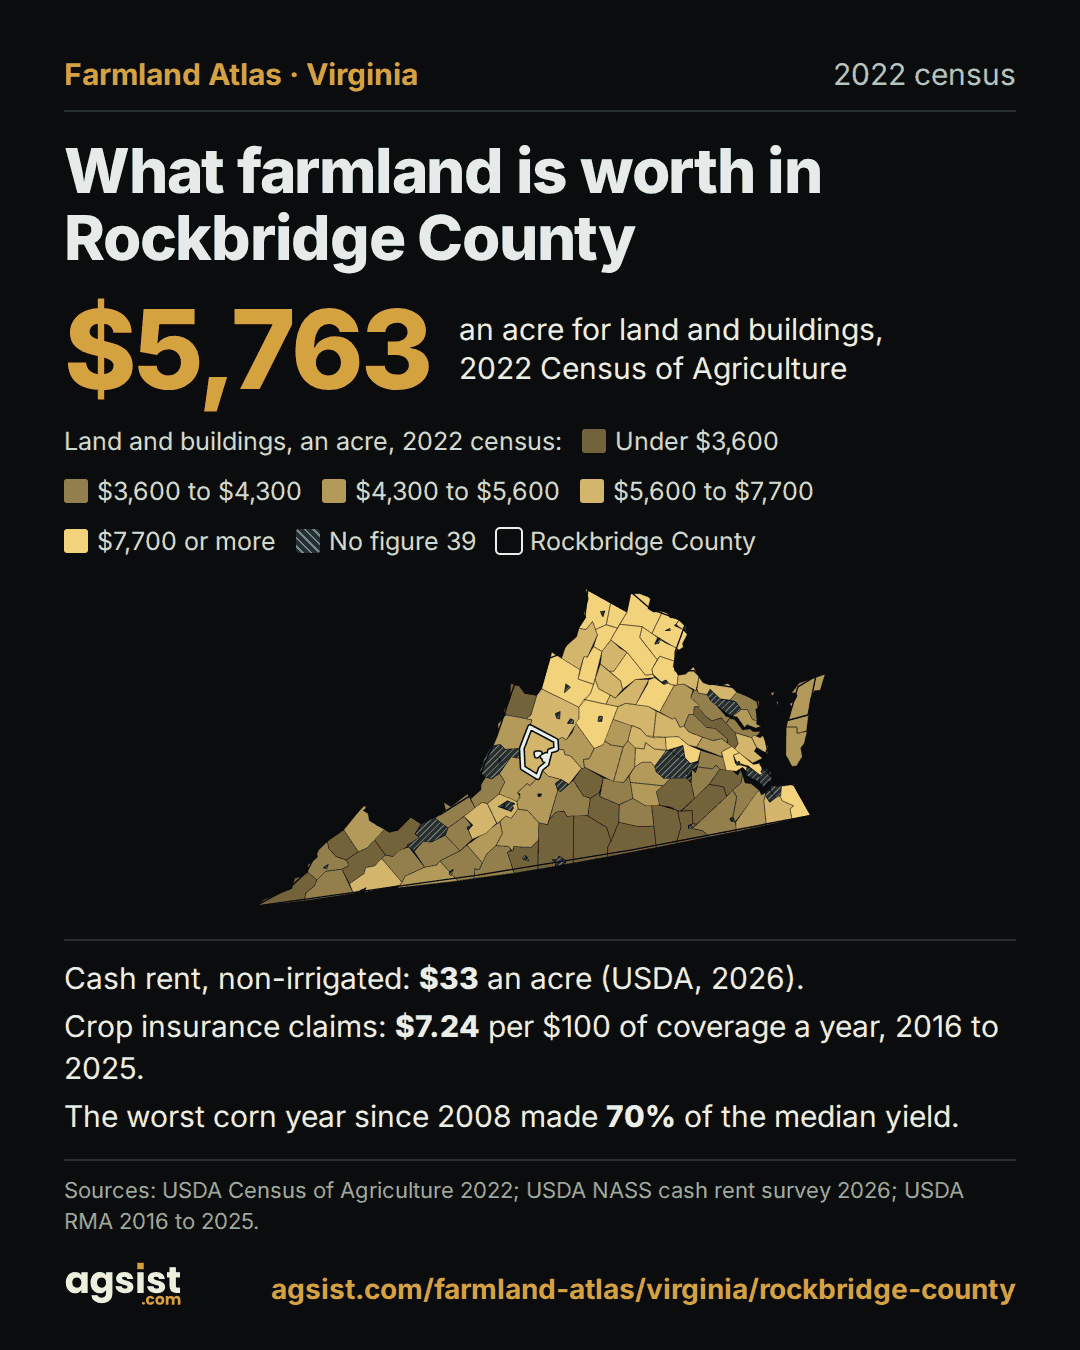 Farmland Atlas · Virginia
2022 census
What farmland is worth in
Rockbridge County
$5,763
an acre for land and buildings,
2022 Census of Agriculture
Land and buildings, an acre, 2022 census: Under $3,600
$3,600 to $4,300 $4,300 to $5,600 $5,600 to $7,700
$7,700 or more No figure 39 Rockbridge County
Cash rent, non-irrigated: $33 an acre (USDA, 2026).
Crop insurance claims: $7.24 per $100 of coverage a year, 2016 to
2025.
The worst corn year since 2008 made 70% of the median yield.
Sources: USDA Census of Agriculture 2022; USDA NASS cash rent survey 2026; USDA
RMA 2016 to 2025.
agsist
.com
agsist.com/farmland-atlas/virginia/rockbridge-county